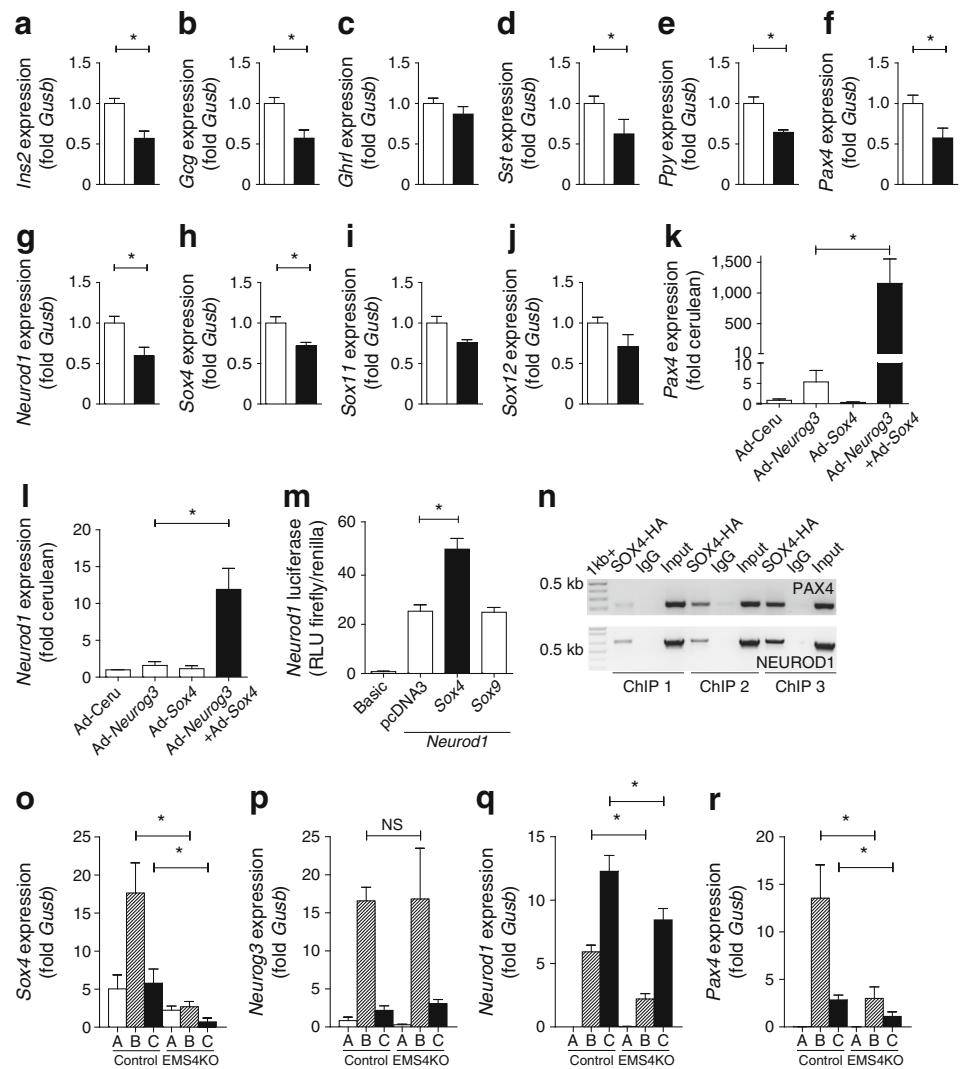 a
Ins2 expression
(fold Gusb)
1.5
1.0
0.5
0
*
b
Gcg expression
(fold Gusb)
1.5
1.0
0.5
0
*
c
Ghrl expression
(fold Gusb)
1.5
1.0
0.5
0
d
Sst expression
(fold Gusb)
1.5
1.0
0.5
0
*
e
Ppy expression
(fold Gusb)
1.5
1.0
0.5
0
*
f
Pax4 expression
(fold Gusb)
1.5
1.0
0.5
0
*
g
Neurod1 expression
(fold Gusb)
1.5
1.0
0.5
0
*
h
Sox4 expression
(fold Gusb)
1.5
1.0
0.5
0
*
i
Sox11 expression
(fold Gusb)
1.5
1.0
0.5
0
j
Sox12 expression
(fold Gusb)
1.5
1.0
0.5
0
k
Pax4 expression
(fold cerulean)
1,500
1,000
500
10
10
5
0
*
Ad-Ceru
Ad-Neurog3
Ad-Sox4
Ad-Neurog3
+Ad-Sox4
l
Neurod1 expression
(fold cerulean)
20
15
10
5
0
*
Ad-Ceru
Ad-Neurog3
Ad-Sox4
Ad-Neurog3
+Ad-Sox4
m
Neurod1 luciferase
(RLU firefly/renilla)
60
40
20
0
*
Basic
pcDNA3
Sox4
Sox9
Neurod1
n
1kb+
SOX4-HA
IgG
Input
SOX4-HA
IgG
Input
SOX4-HA
IgG
Input
0.5 kb
PAX4
0.5 kb
NEUROD1
ChIP 1
ChIP 2
ChIP 3
o
Sox4 expression
(fold Gusb)
25
20
15
10
5
0
*
*
A B C A B C
Control EMS4KO
p
Neurog3 expression
(fold Gusb)
25
20
15
10
5
0
NS
A B C A B C
Control EMS4KO
q
Neurod1 expression
(fold Gusb)
15
10
5
0
*
*
A B C A B C
Control EMS4KO
r
Pax4 expression
(fold Gusb)
20
15
10
5
0
*
*
A B C A B C
Control EMS4KO